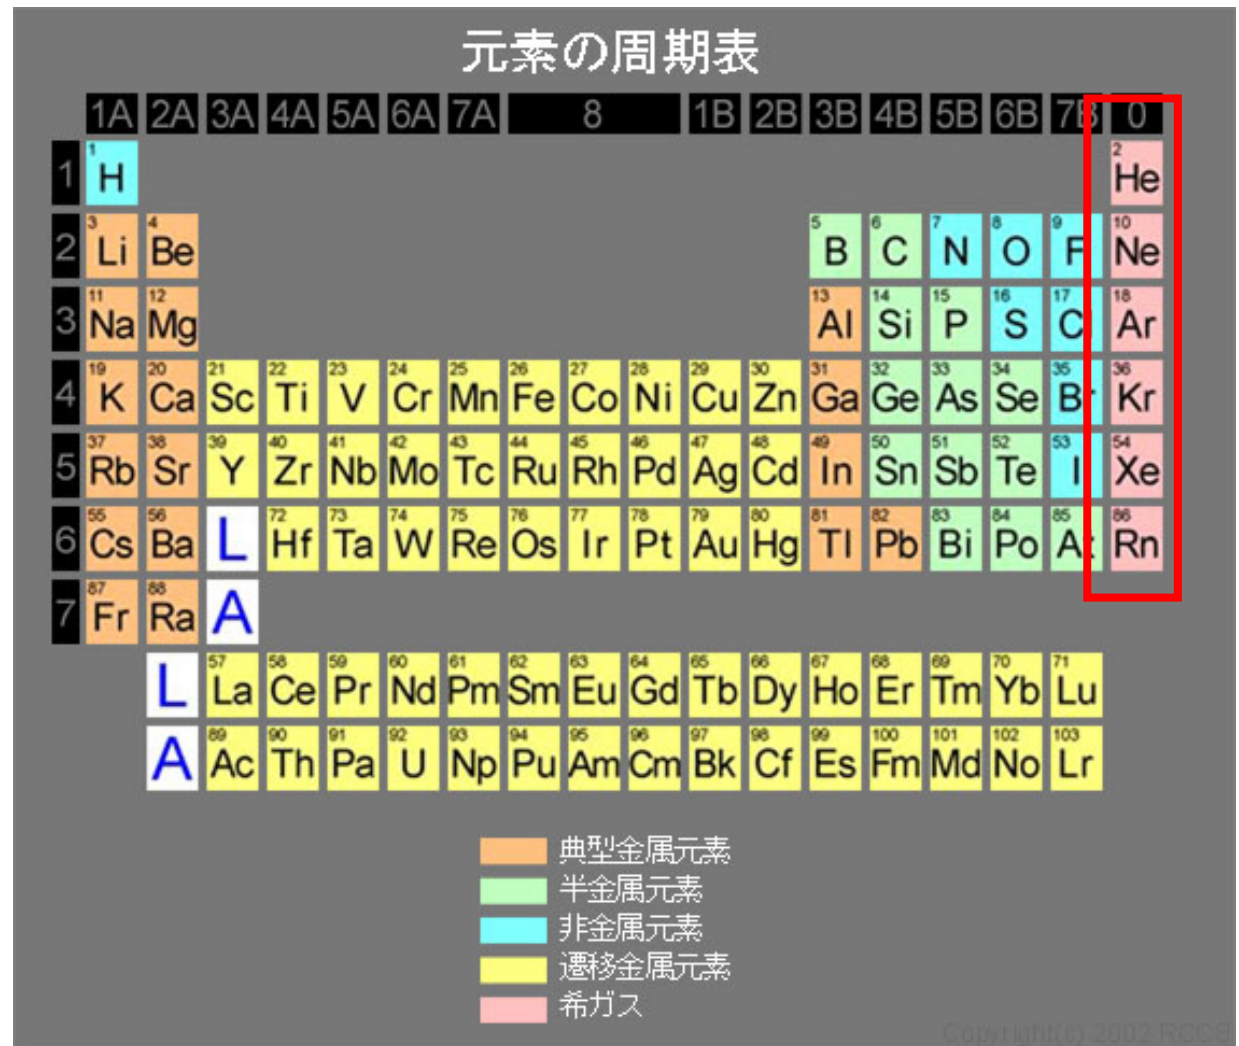 元素の周期表
1A 2A 3A 4A 5A 6A 7A 8 1B 2B 3B 4B 5B 6B 7B 0
1 1 H 2 He
2 3 Li 4 Be 5 B 6 C 7 N 8 O 9 F 10 Ne
3 11 Na 12 Mg 13 Al 14 Si 15 P 16 S 17 Cl 18 Ar
4 19 K 20 Ca 21 Sc 22 Ti 23 V 24 Cr 25 Mn 26 Fe 27 Co 28 Ni 29 Cu 30 Zn 31 Ga 32 Ge 33 As 34 Se 35 Br 36 Kr
5 37 Rb 38 Sr 39 Y 40 Zr 41 Nb 42 Mo 43 Tc 44 Ru 45 Rh 46 Pd 47 Ag 48 Cd 49 In 50 Sn 51 Sb 52 Te 53 I 54 Xe
6 55 Cs 56 Ba L 72 Hf 73 Ta 74 W 75 Re 76 Os 77 Ir 78 Pt 79 Au 80 Hg 81 Tl 82 Pb 83 Bi 84 Po 85 At 86 Rn
7 87 Fr 88 Ra A
L 57 La 58 Ce 59 Pr 60 Nd 61 Pm 62 Sm 63 Eu 64 Gd 65 Tb 66 Dy 67 Ho 68 Er 69 Tm 70 Yb 71 Lu
A 89 Ac 90 Th 91 Pa 92 U 93 Np 94 Pu 95 Am 96 Cm 97 Bk 98 Cf 99 Es 100 Fm 101 Md 102 No 103 Lr
典型金属元素
半金属元素
非金属元素
遷移金属元素
希ガス
Copyright(c) 2002 RCCS